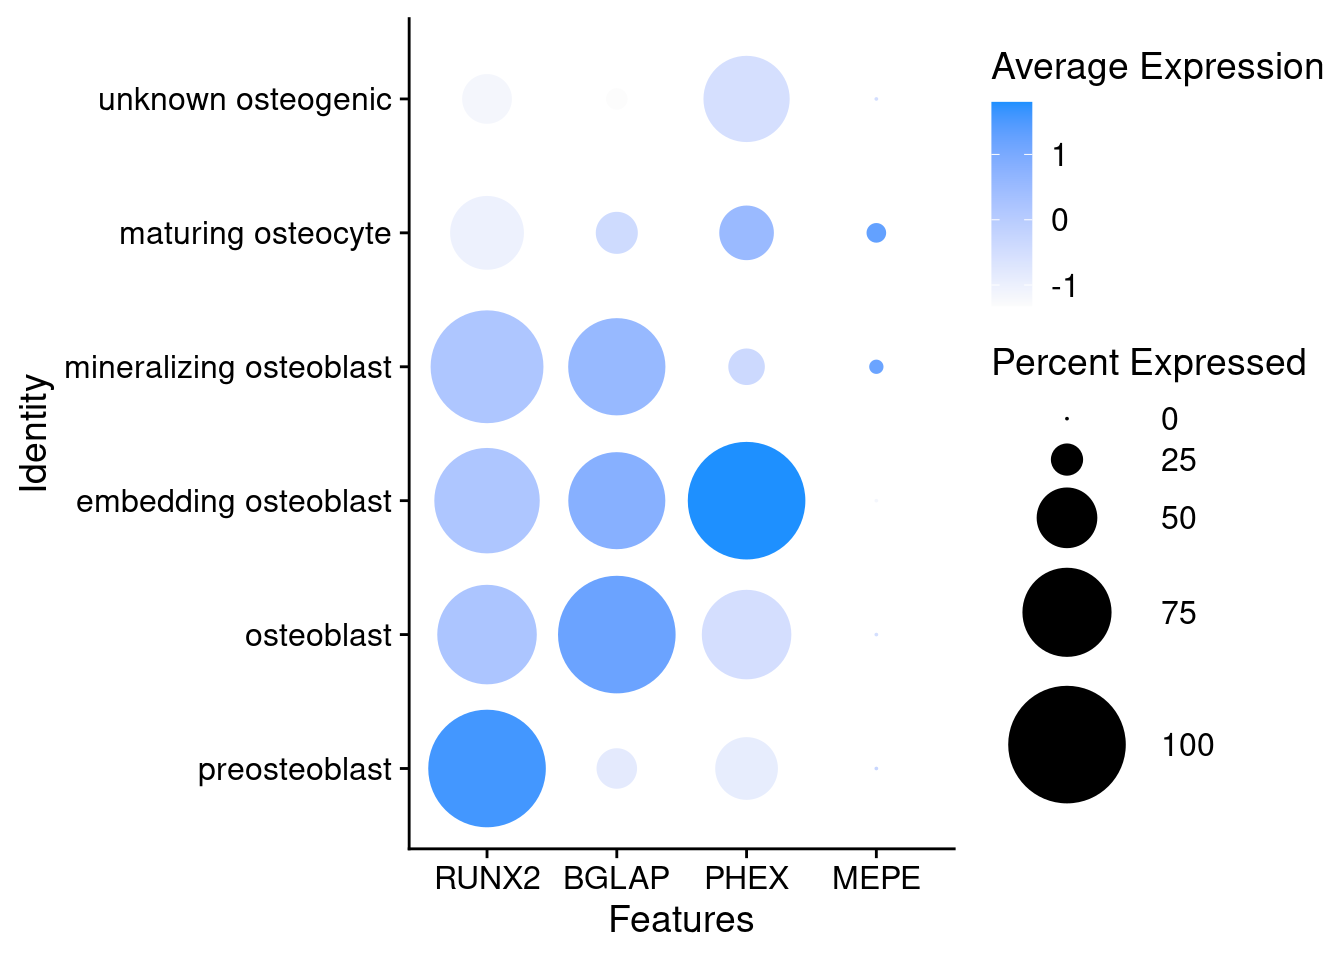 unknown osteogenic
maturing osteocyte
mineralizing osteoblast
embedding osteoblast
osteoblast
preosteoblast
Identity
RUNX2 BGLAP PHEX MEPE
Features
Average Expression
1
0
-1
Percent Expressed
0
25
50
75
100